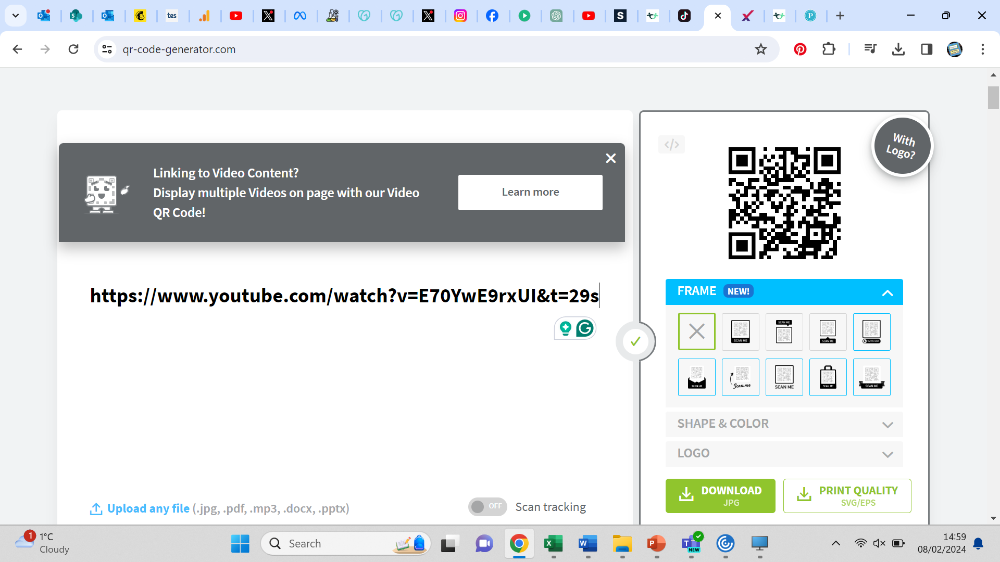 tes
S
P
qr-code-generator.com
With
Logo?
</>
Linking to Video Content?
Display multiple Videos on page with our Video
QR Code!
Learn more
https://www.youtube.com/watch?v=E70YwE9rxUI&t=29s
FRAME NEW!
SCAN ME
SCAN ME
SCAN ME
WATCH NOW
SCAN ME
Scan me
SCAN ME
SCAN ME
SCAN ME
SHAPE & COLOR
LOGO
DOWNLOAD
JPG
PRINT QUALITY
SVG/EPS
Upload any file (.jpg, .pdf, .mp3, .docx, .pptx)
OFF
Scan tracking
1
1°C
Cloudy
Search
NEW
14:59
08/02/2024